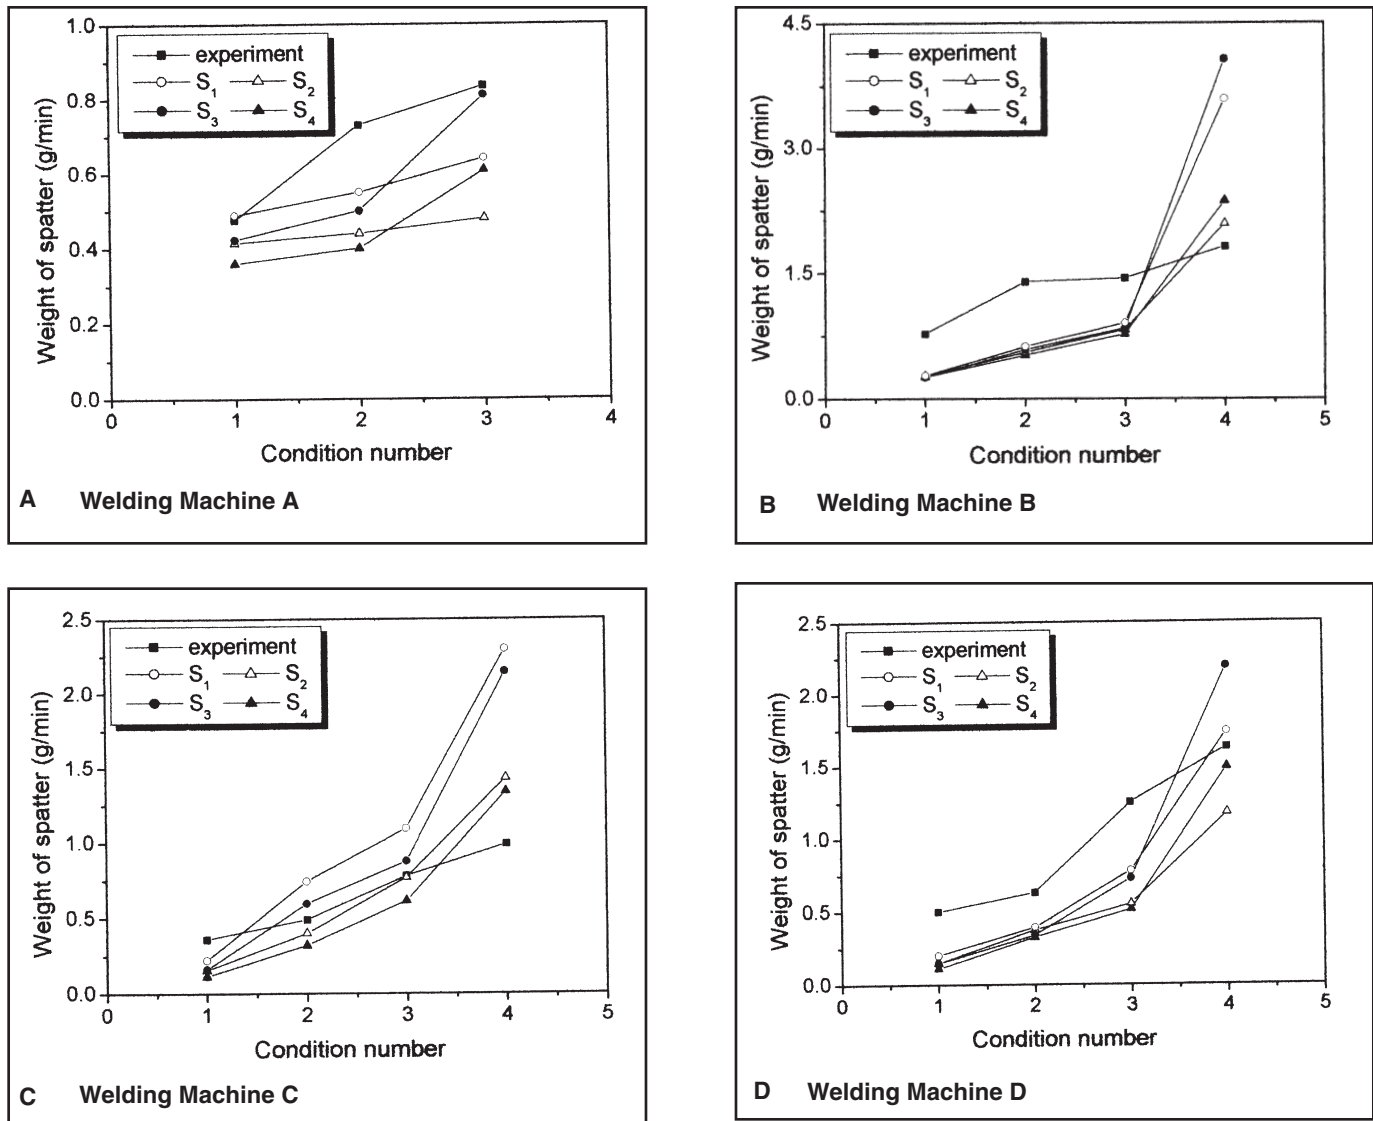 1.0
0.8
0.6
0.4
0.2
0.0
0 1 2 3 4
Weight of spatter (g/min)
Condition number
experiment
S1 S2
S3 S4
A Welding Machine A
4.5
3.0
1.5
0.0
0 1 2 3 4 5
Weight of spatter (g/min)
Condition number
experiment
S1 S2
S3 S4
B Welding Machine B
2.5
2.0
1.5
1.0
0.5
0.0
0 1 2 3 4 5
Weight of spatter (g/min)
Condition number
experiment
S1 S2
S3 S4
C Welding Machine C
2.5
2.0
1.5
1.0
0.5
0.0
0 1 2 3 4 5
Weight of spatter (g/min)
Condition number
experiment
S1 S2
S3 S4
D Welding Machine D